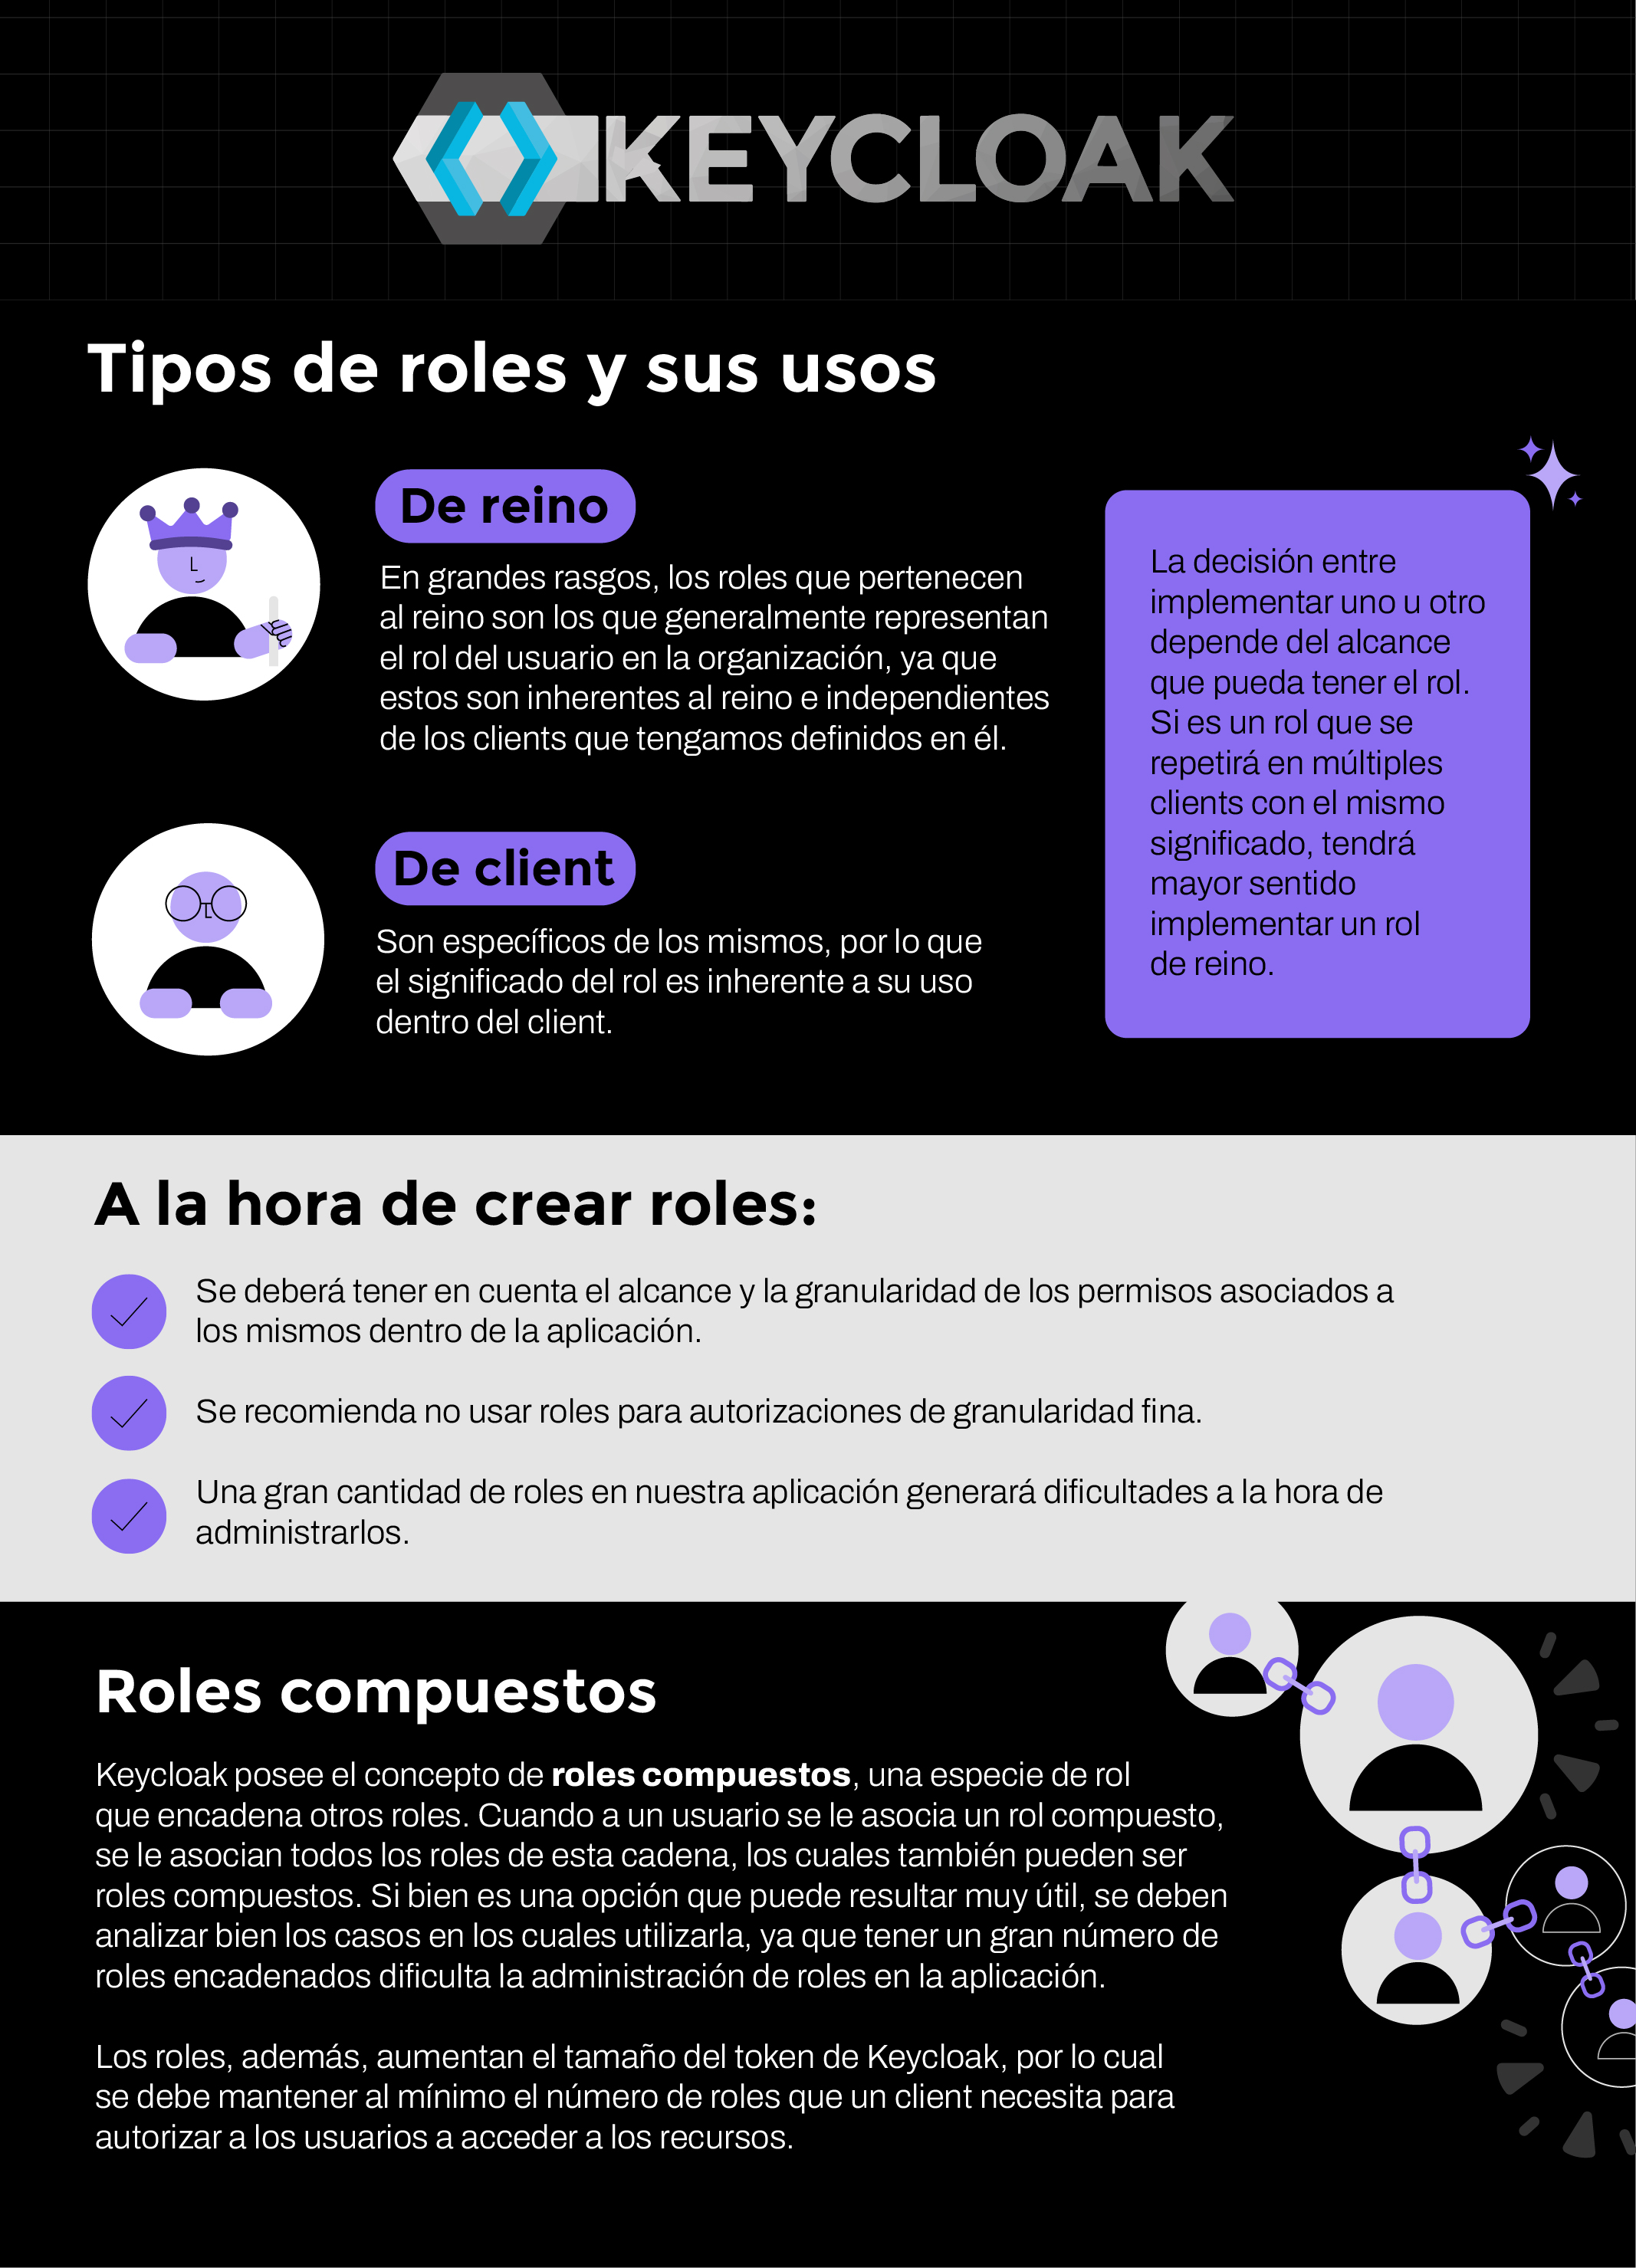 KEYCLOAK
Tipos de roles y sus usos
De reino
En grandes rasgos, los roles que pertenecen
al reino son los que generalmente representan
el rol del usuario en la organización, ya que
estos son inherentes al reino e independientes
de los clients que tengamos definidos en él.
De client
Son específicos de los mismos, por lo que
el significado del rol es inherente a su uso
dentro del client.
La decisión entre
implementar uno u otro
depende del alcance
que pueda tener el rol.
Si es un rol que se
repetirá en múltiples
clients con el mismo
significado, tendrá
mayor sentido
implementar un rol
de reino.
A la hora de crear roles:
Se deberá tener en cuenta el alcance y la granularidad de los permisos asociados a
los mismos dentro de la aplicación.
Se recomienda no usar roles para autorizaciones de granularidad fina.
Una gran cantidad de roles en nuestra aplicación generará dificultades a la hora de
administrarlos.
Roles compuestos
Keycloak posee el concepto de roles compuestos, una especie de rol
que encadena otros roles. Cuando a un usuario se le asocia un rol compuesto,
se le asocian todos los roles de esta cadena, los cuales también pueden ser
roles compuestos. Si bien es una opción que puede resultar muy útil, se deben
analizar bien los casos en los cuales utilizarla, ya que tener un gran número de
roles encadenados dificulta la administración de roles en la aplicación.
Los roles, además, aumentan el tamaño del token de Keycloak, por lo cual
se debe mantener al mínimo el número de roles que un client necesita para
autorizar a los usuarios a acceder a los recursos.